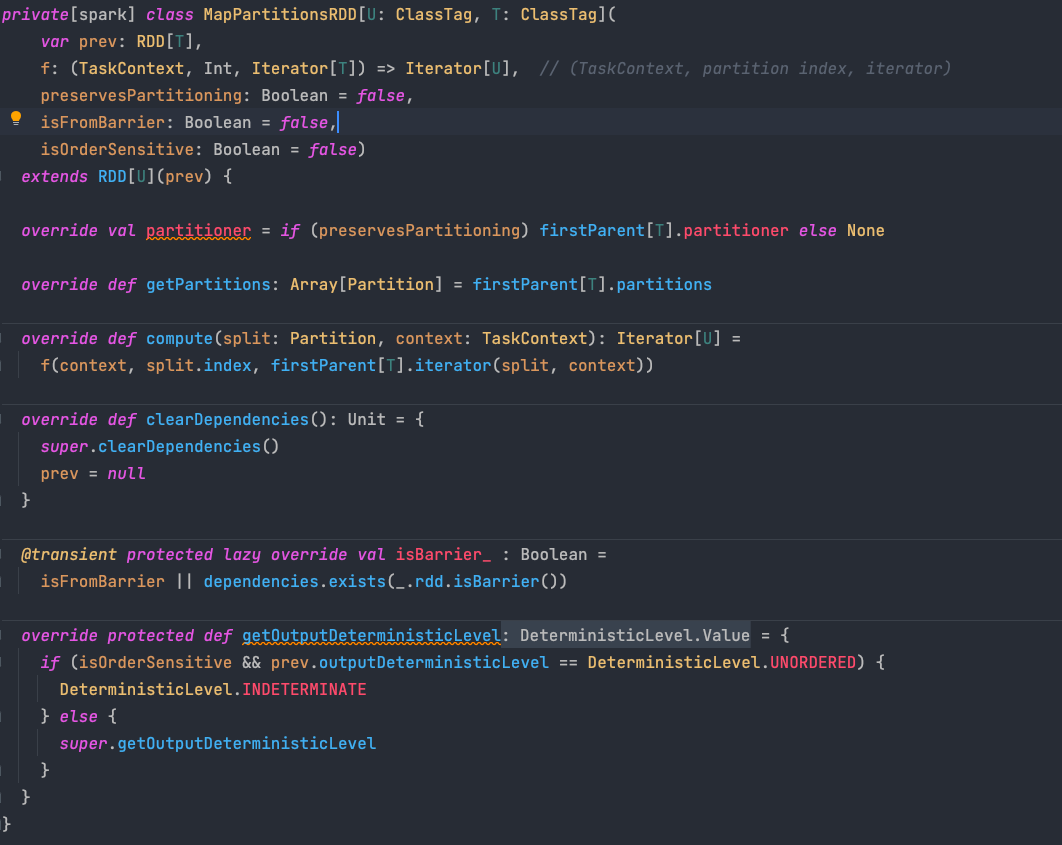 private[spark] class MapPartitionsRDD[U: ClassTag, T: ClassTag](
    var prev: RDD[T],
    f: (TaskContext, Int, Iterator[T]) => Iterator[U],  // (TaskContext, partition index, iterator)
    preservesPartitioning: Boolean = false,
    isFromBarrier: Boolean = false,
    isOrderSensitive: Boolean = false)
  extends RDD[U](prev) {

  override val partitioner = if (preservesPartitioning) firstParent[T].partitioner else None

  override def getPartitions: Array[Partition] = firstParent[T].partitions

  override def compute(split: Partition, context: TaskContext): Iterator[U] =
    f(context, split.index, firstParent[T].iterator(split, context))

  override def clearDependencies(): Unit = {
    super.clearDependencies()
    prev = null
  }

  @transient protected lazy override val isBarrier_ : Boolean =
    isFromBarrier || dependencies.exists(_.rdd.isBarrier())

  override protected def getOutputDeterministicLevel: DeterministicLevel.Value = {
    if (isOrderSensitive && prev.outputDeterministicLevel == DeterministicLevel.UNORDERED) {
      DeterministicLevel.INDETERMINATE
    } else {
      super.getOutputDeterministicLevel
    }
  }
}